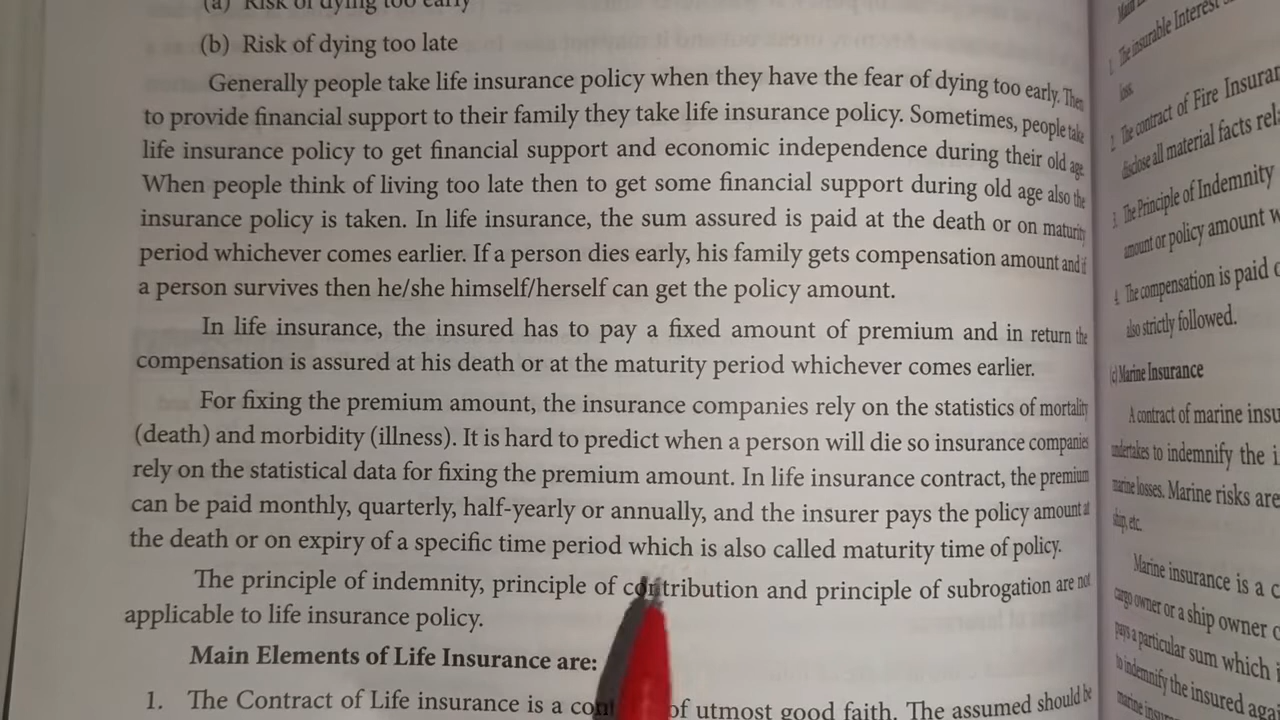 (a) Risk of dying too early
(b) Risk of dying too late
Generally people take life insurance policy when they have the fear of dying too early. Then
to provide financial support to their family they take life insurance policy. Sometimes, people take
life insurance policy to get financial support and economic independence during their old age.
When people think of living too late then to get some financial support during old age also the
insurance policy is taken. In life insurance, the sum assured is paid at the death or on maturity
period whichever comes earlier. If a person dies early, his family gets compensation amount and if
a person survives then he/she himself/herself can get the policy amount.
In life insurance, the insured has to pay a fixed amount of premium and in return the
compensation is assured at his death or at the maturity period whichever comes earlier.
For fixing the premium amount, the insurance companies rely on the statistics of mortality
(death) and morbidity (illness). It is hard to predict when a person will die so insurance companies
rely on the statistical data for fixing the premium amount. In life insurance contract, the premium
can be paid monthly, quarterly, half-yearly or annually, and the insurer pays the policy amount at
the death or on expiry of a specific time period which is also called maturity time of policy.
The principle of indemnity, principle of contribution and principle of subrogation are not
applicable to life insurance policy.
Main Elements of Life Insurance are:
1. The Contract of Life insurance is a of utmost good faith. The assumed should be
Main
1. The insurable Interest
loss.
2. The contract of Fire
disclose all material facts
3. The Principle of Indemnity
amount or policy amount
4. The compensation is paid
also strictly followed.
(c) Marine Insurance
A contract of marine
undertakes to indemnify the
marine losses. Marine risks are
ship, etc.
Marine insurance is a
cargo owner or a ship owner
pays a particular sum which
to indemnify the insured
marine